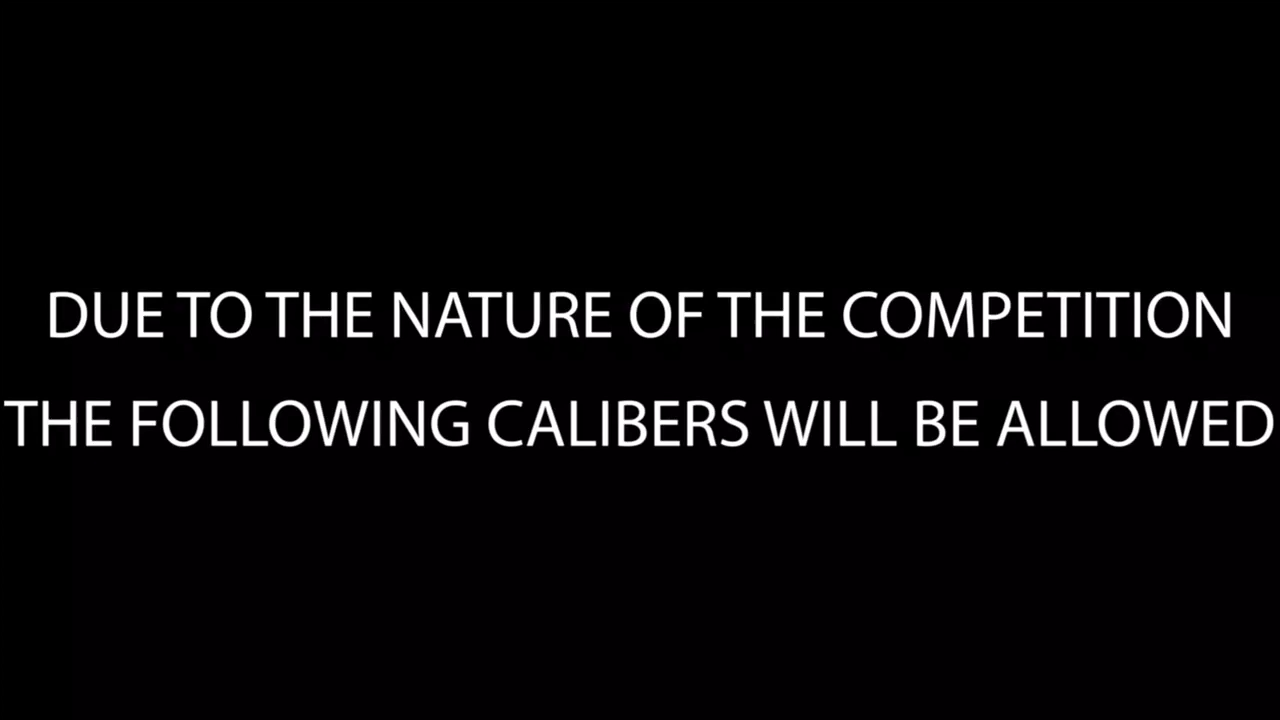 DUE TO THE NATURE OF THE COMPETITION
THE FOLLOWING CALIBERS WILL BE ALLOWED